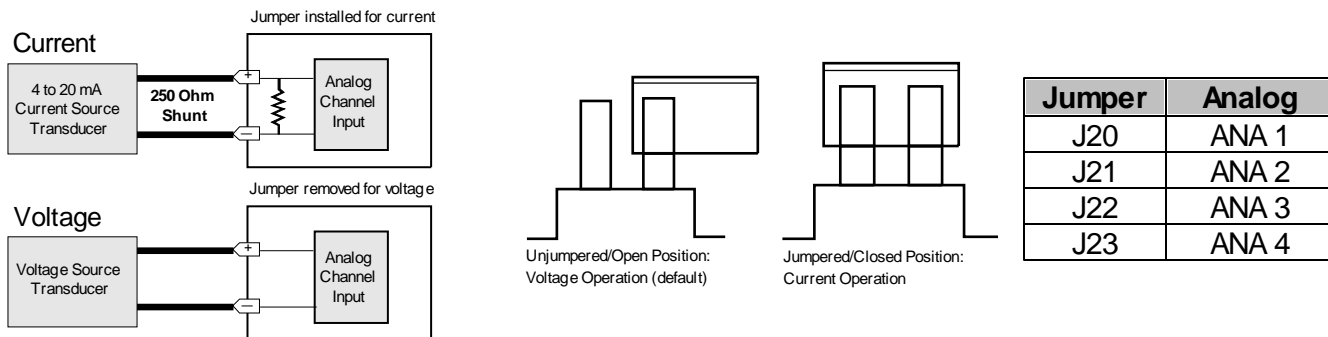 Jumper installed for current
Current
4 to 20 mA
Current Source
Transducer
250 Ohm
Shunt
+
–
Analog
Channel
Input
Jumper removed for voltage
Voltage
Voltage Source
Transducer
+
–
Analog
Channel
Input
Unjumpered/Open Position:
Voltage Operation (default)
Jumpered/Closed Position:
Current Operation
Jumper Analog
J20 ANA 1
J21 ANA 2
J22 ANA 3
J23 ANA 4